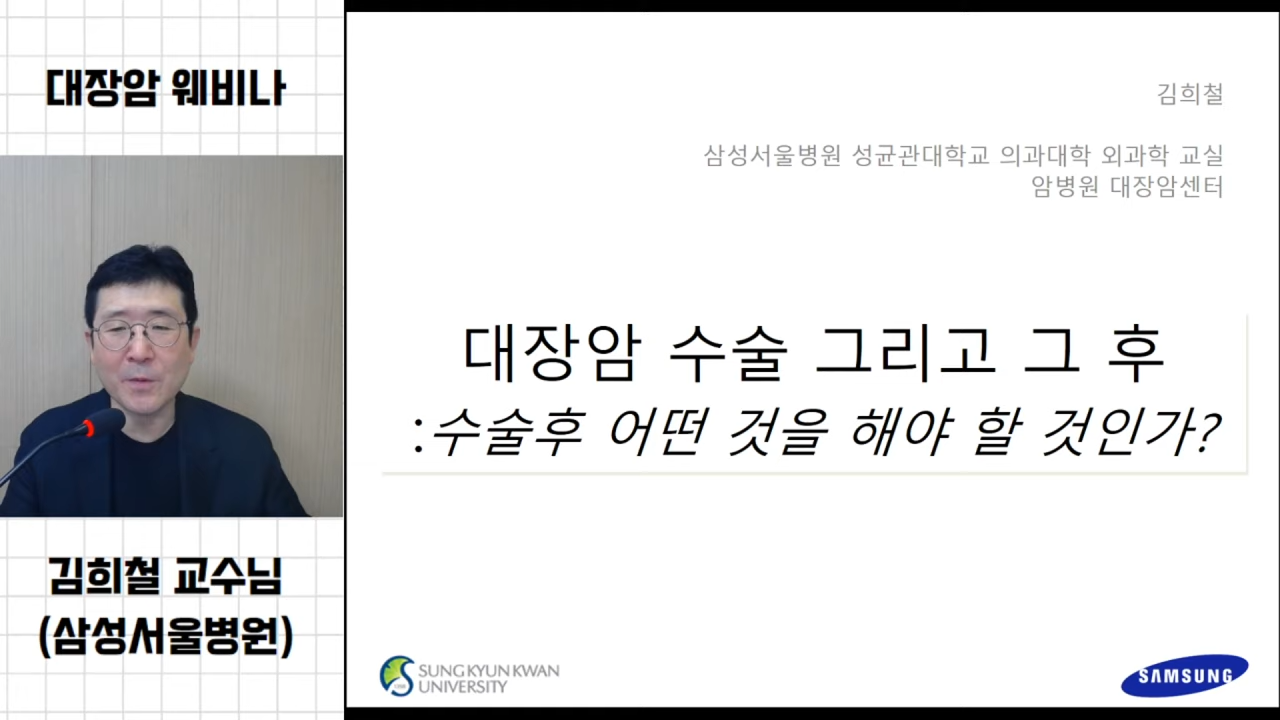 대장암 웨비나
김희철 교수님
(삼성서울병원)
김희철
삼성서울병원 성균관대학교 의과대학 외과학 교실
암병원 대장암센터
대장암 수술 그리고 그 후
:수술후 어떤 것을 해야 할 것인가?
SUNG KYUN KWAN
UNIVERSITY
SAMSUNG